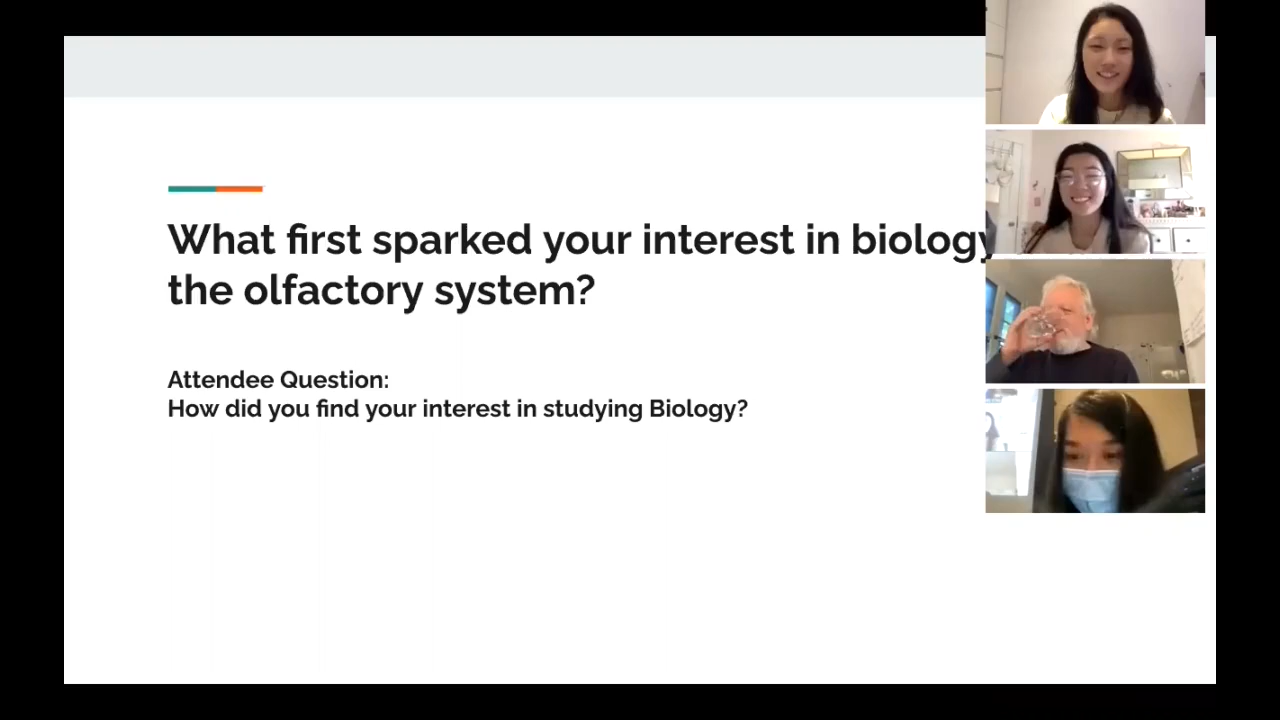 What first sparked your interest in biology
the olfactory system?
Attendee Question:
How did you find your interest in studying Biology?